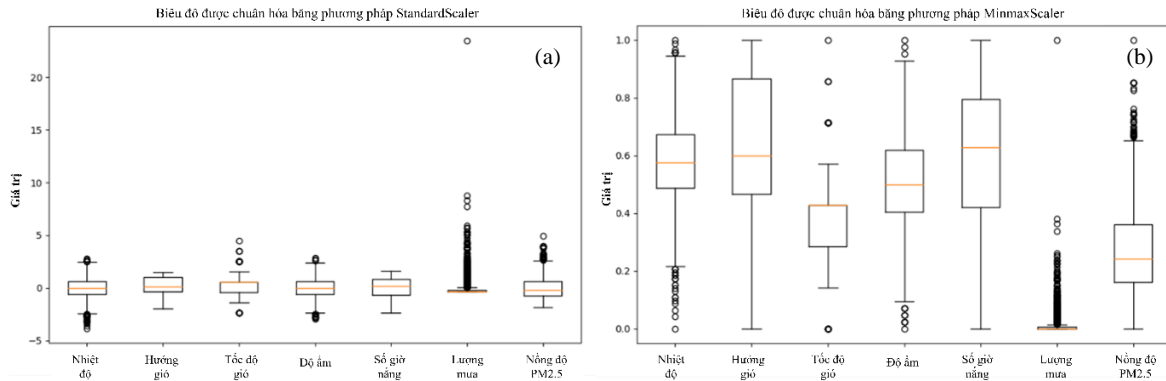 Biểu đồ được chuẩn hóa bằng phương pháp StandardScaler
(a)
Giá trị
20
15
10
5
0
−5
Nhiệt độ
Hướng gió
Tốc độ gió
Độ ẩm
Số giờ nắng
Lượng mưa
Nồng độ PM2.5
Biểu đồ được chuẩn hóa bằng phương pháp MinmaxScaler
(b)
Giá trị
1.0
0.8
0.6
0.4
0.2
0.0
Nhiệt độ
Hướng gió
Tốc độ gió
Độ ẩm
Số giờ nắng
Lượng mưa
Nồng độ PM2.5